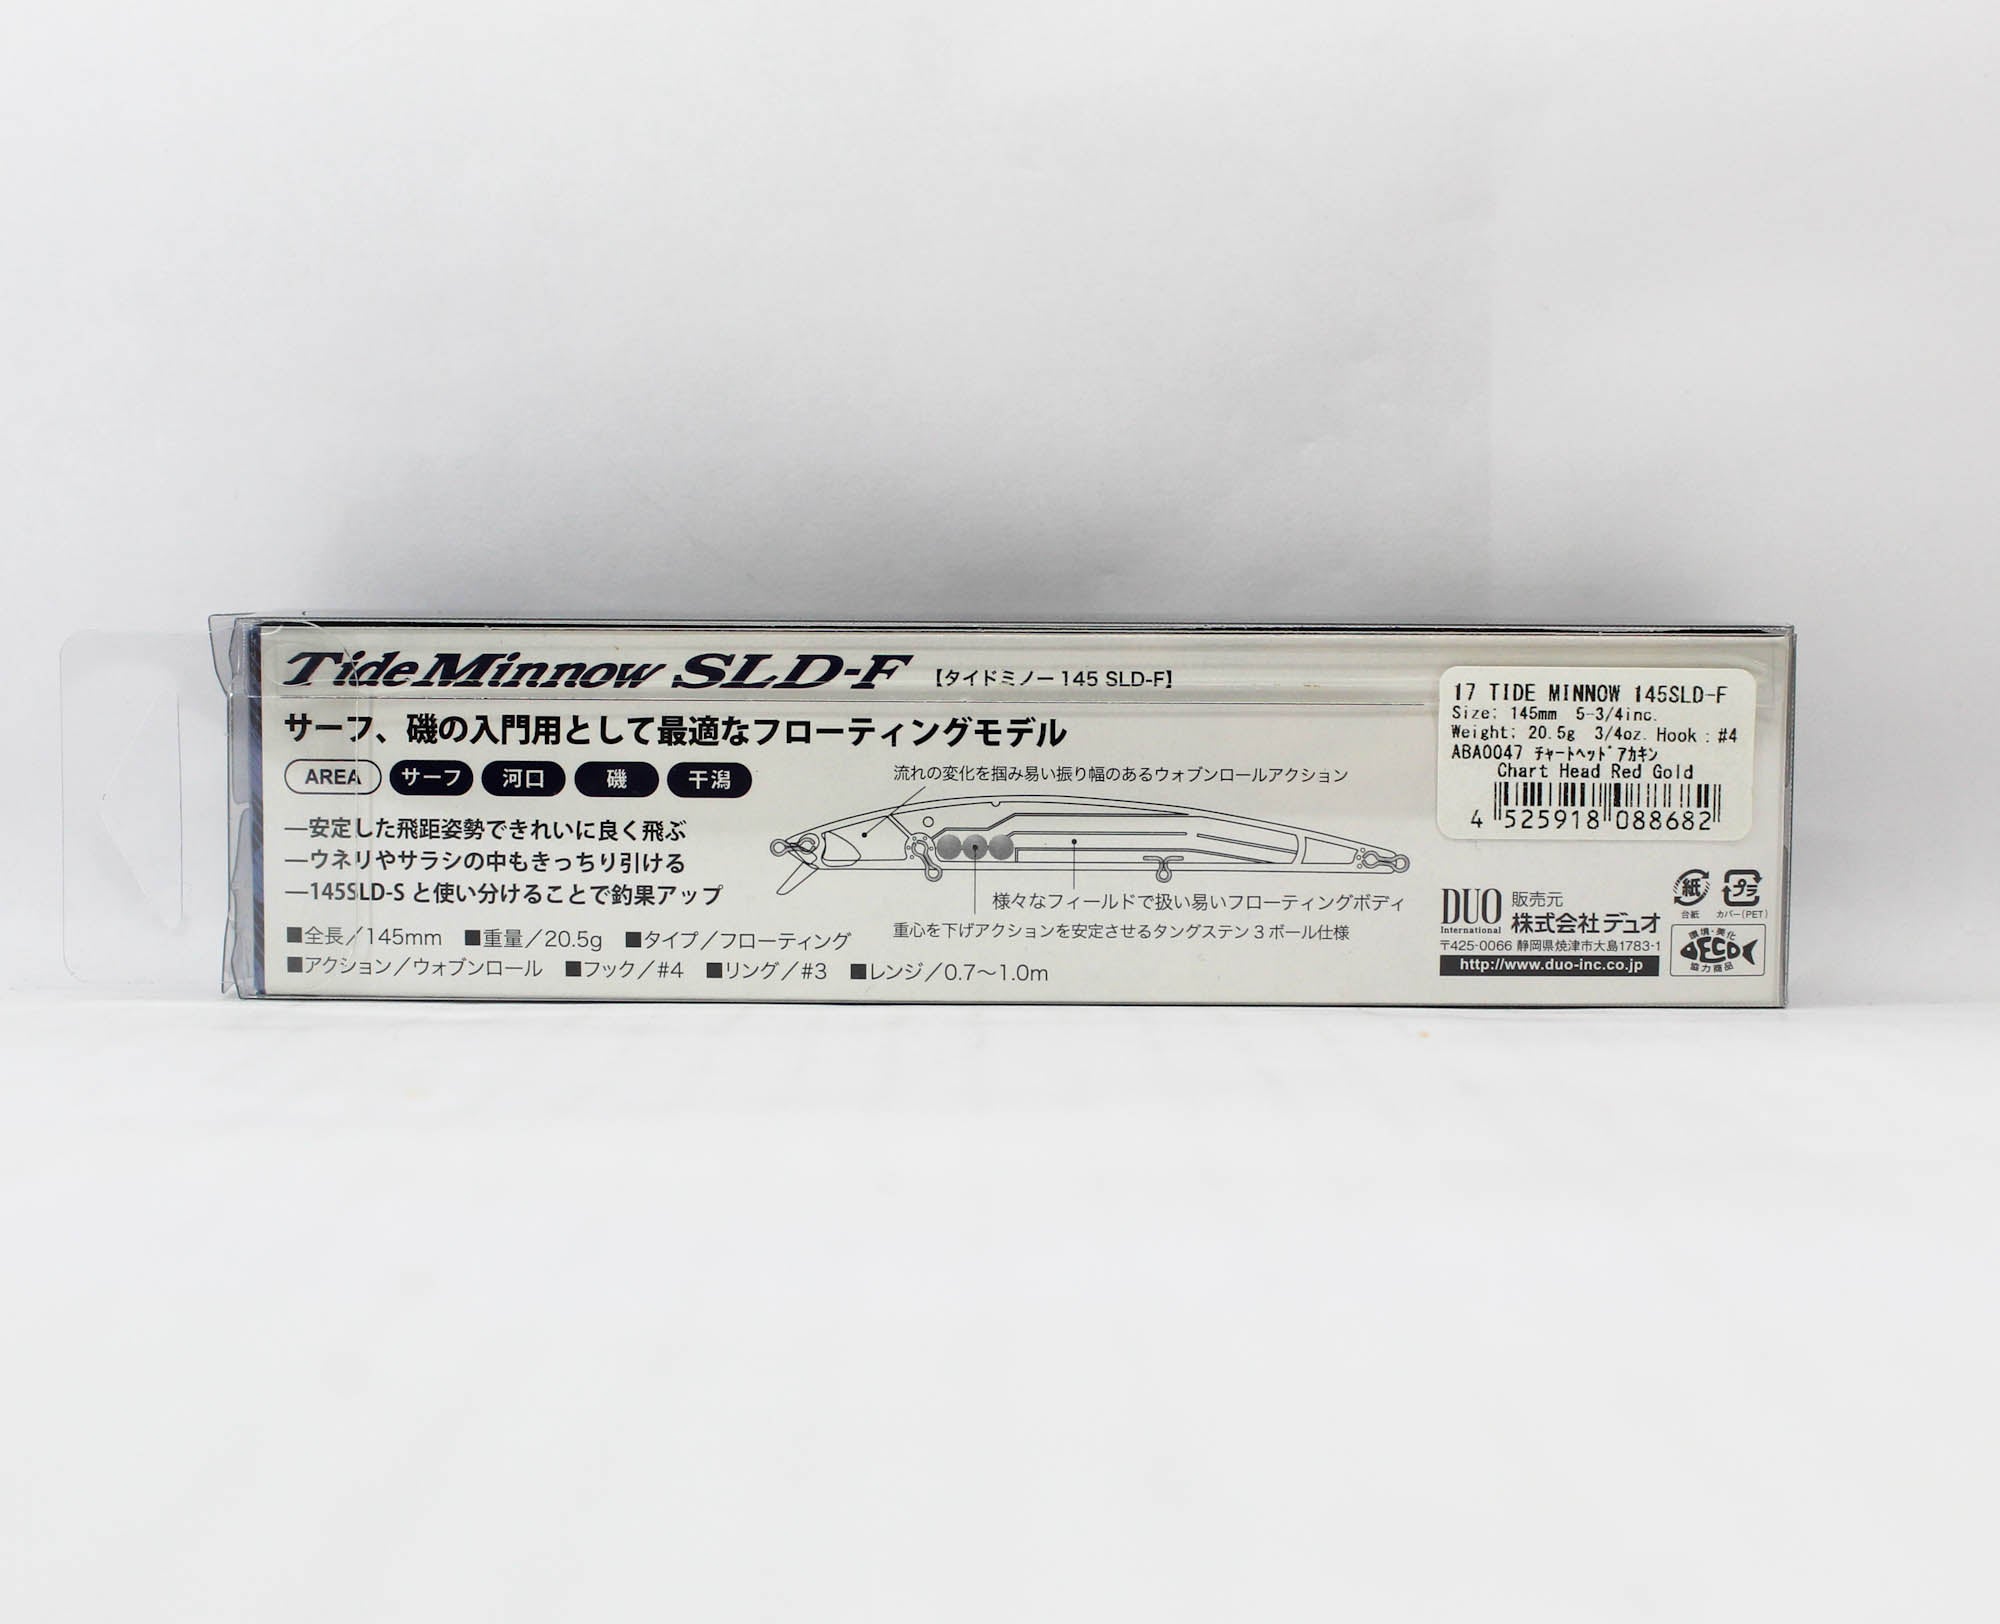 Tide Minnow SLD-F 【タイドミノー 145 SLD-F】
サーフ、磯の入門用として最適なフローティングモデル
AREA サーフ 河口 磯 干潟
―安定した飛距姿勢できれいに良く飛ぶ
―ウネリやサラシの中もきっちり引ける
―145SLD-S と使い分けることで釣果アップ
■全長／145mm ■重量／20.5g ■タイプ／フローティング
■アクション／ウォブンロール ■フック／#4 ■リング／#3 ■レンジ／0.7〜1.0m
流れの変化を掴み易い振り幅のあるウォブンロールアクション
様々なフィールドで扱い易いフローティングボディ
重心を下げアクションを安定させるタングステン 3 ボール仕様
17 TIDE MINNOW 145SLD-F
Size: 145mm 5-3/4inc.
Weight: 20.5g 3/4oz. Hook : #4
ABA0047 ﾁｬｰﾄﾍｯﾄﾞｱｶｷﾝ
Chart Head Red Gold
4 525918 088682
DUO
International
販売元
株式会社デュオ
〒425-0066 静岡県焼津市大島1783-1
http://www.duo-inc.co.jp
紙
台紙
プラ
カバー(PET)
環境・美化
ECO
協力商品